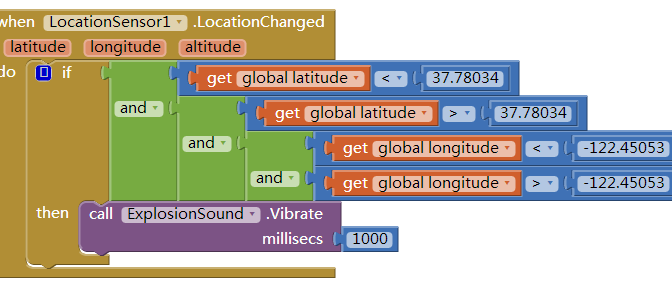 when LocationSensor1 .LocationChanged
latitude longitude altitude
do if get global latitude < 37.78034
and get global latitude > 37.78034
and get global longitude < -122.45053
and get global longitude > -122.45053
then call ExplosionSound .Vibrate
millisecs 1000